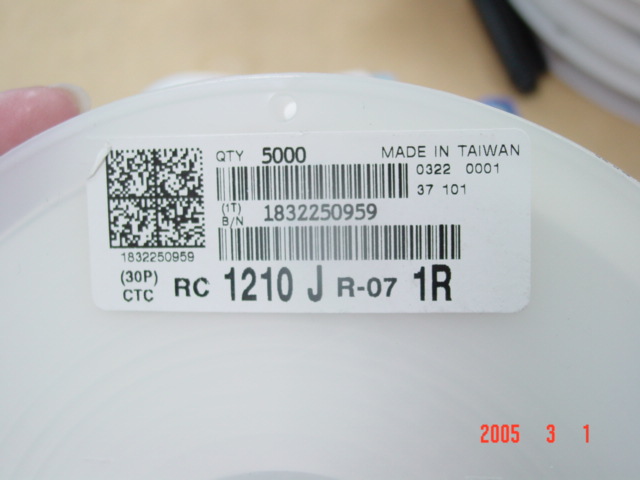 QTY 5000 MADE IN TAIWAN
0322 0001
37 101
(1T)
B/N 1832250959
1832250959
(30P)
CTC RC 1210 J R-07 1R
2005 3 1